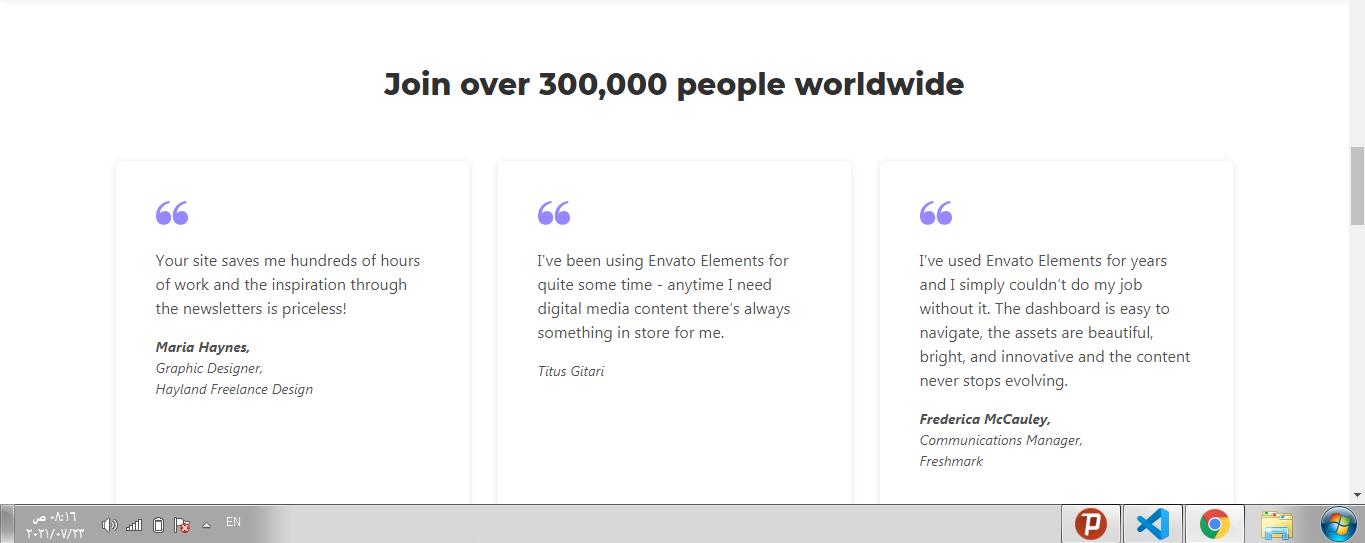 Join over 300,000 people worldwide
Your site saves me hundreds of hours
of work and the inspiration through
the newsletters is priceless!
Maria Haynes,
Graphic Designer,
Hayland Freelance Design
I've been using Envato Elements for
quite some time - anytime I need
digital media content there's always
something in store for me.
Titus Gitari
I've used Envato Elements for years
and I simply couldn't do my job
without it. The dashboard is easy to
navigate, the assets are beautiful,
bright, and innovative and the content
never stops evolving.
Frederica McCauley,
Communications Manager,
Freshmark
٠٨:١٦ ص
٢٠٢١/٠٧/٢٣
EN